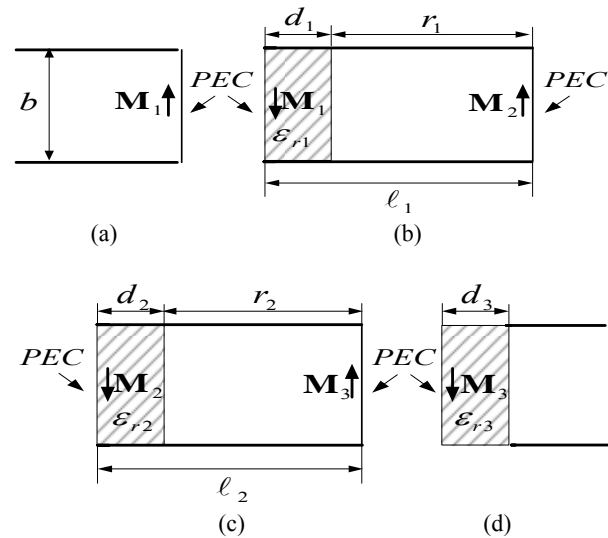 d₁ r₁
b M₁ PEC M₁ M₂ PEC
εᵣ₁
ℓ₁
(a) (b)
d₂ r₂ d₃
PEC M₂ M₃ PEC M₃
εᵣ₂ εᵣ₃
ℓ₂
(c) (d)